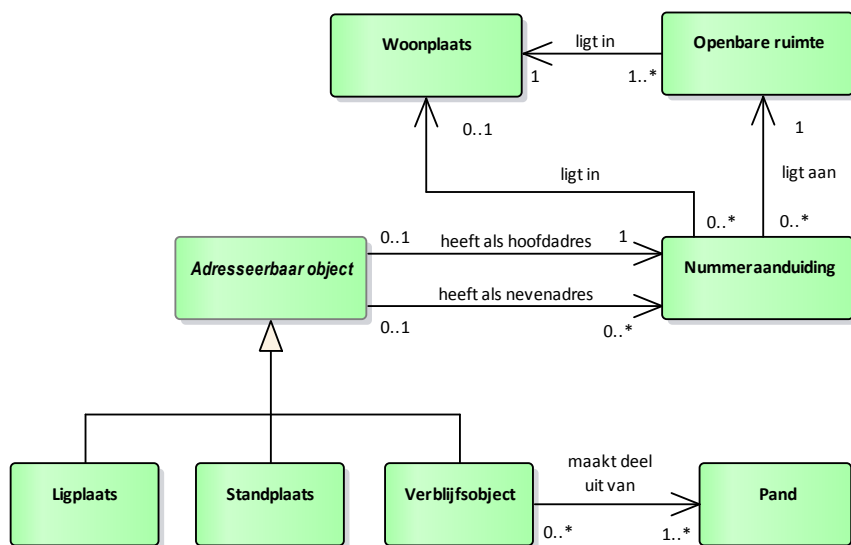 Woonplaats
ligt in
Openbare ruimte
1
1..*
0..1
1
ligt in
ligt aan
0..*
0..*
Adresseerbaar object
0..1
heeft als hoofdadres
1
Nummeraanduiding
heeft als nevenadres
0..1
0..*
Ligplaats
Standplaats
Verblijfsobject
maakt deel
uit van
Pand
0..*
1..*